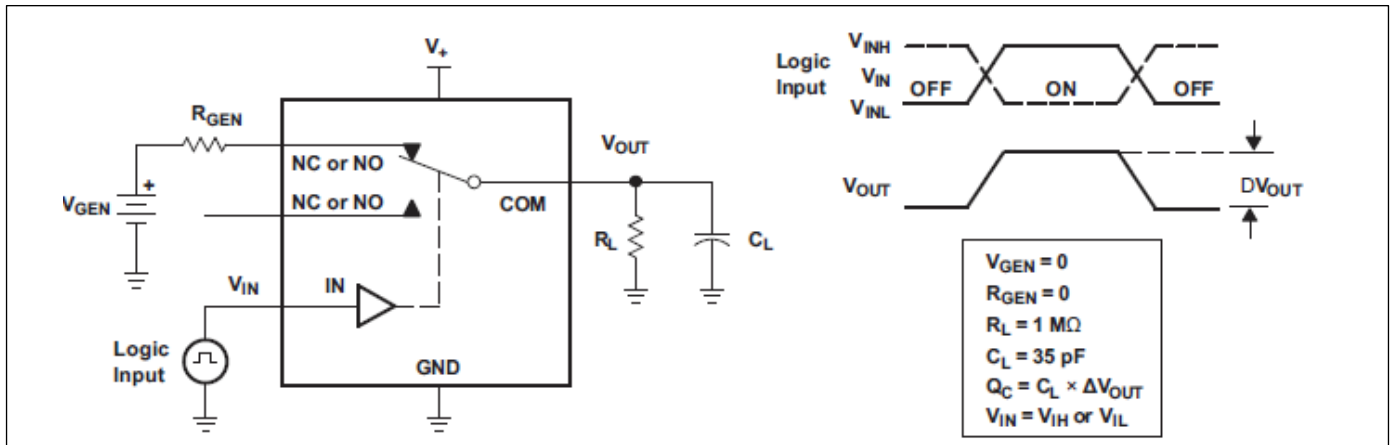 V+
RGEN
NC or NO
NC or NO
COM
VOUT
VGEN
+
RL
CL
VIN
IN
Logic
Input
GND
Logic
Input
VINH
VIN
VINL
OFF
ON
OFF
VOUT
DVOUT
VGEN = 0
RGEN = 0
RL = 1 MΩ
CL = 35 pF
QC = CL × ΔVOUT
VIN = VIH or VIL